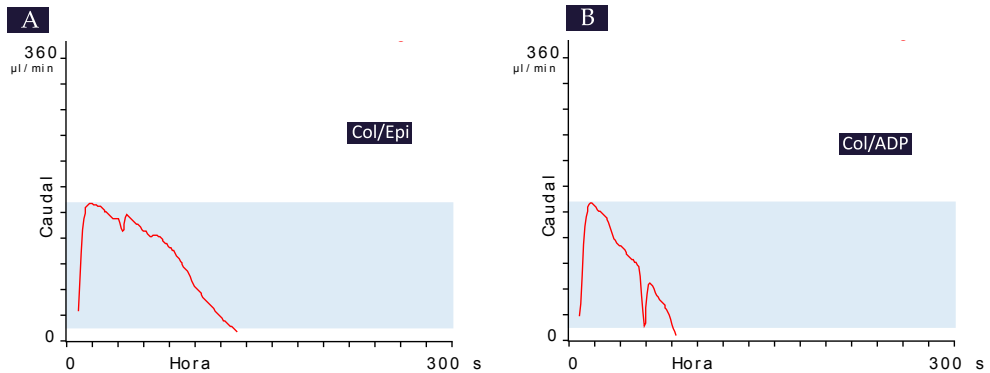 A
360
µl / min
Col/Epi
Caudal
0
0 Hora 300 s
B
360
µl / min
Col/ADP
Caudal
0
0 Hora 300 s